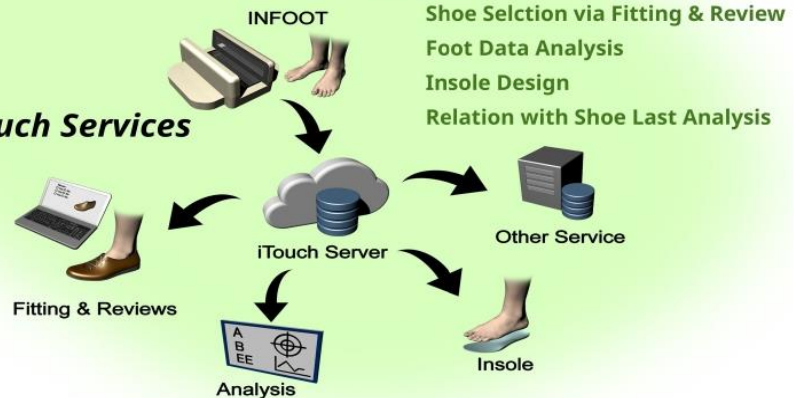 INFOOT
Shoe Selction via Fitting & Review
Foot Data Analysis
Insole Design
Relation with Shoe Last Analysis
uch Services
iTouch Server
Other Service
Fitting & Reviews
A
B
EE
Insole
Analysis